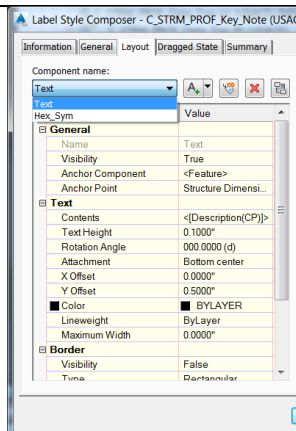 Label Style Composer - C_STRM_PROF_Key_Note (USAC
Information General Layout Dragged State Summary
Component name:
Text
Text
Hex_Sym
Value
General
Name Text
Visibility True
Anchor Component <Feature>
Anchor Point Structure Dimensi...
Text
Contents <[Description(CP)]>
Text Height 0.1000"
Rotation Angle 000.0000 (d)
Attachment Bottom center
X Offset 0.0000"
Y Offset 0.5000"
Color BYLAYER
Lineweight ByLayer
Maximum Width 0.0000"
Border
Visibility False
Type Rectangular